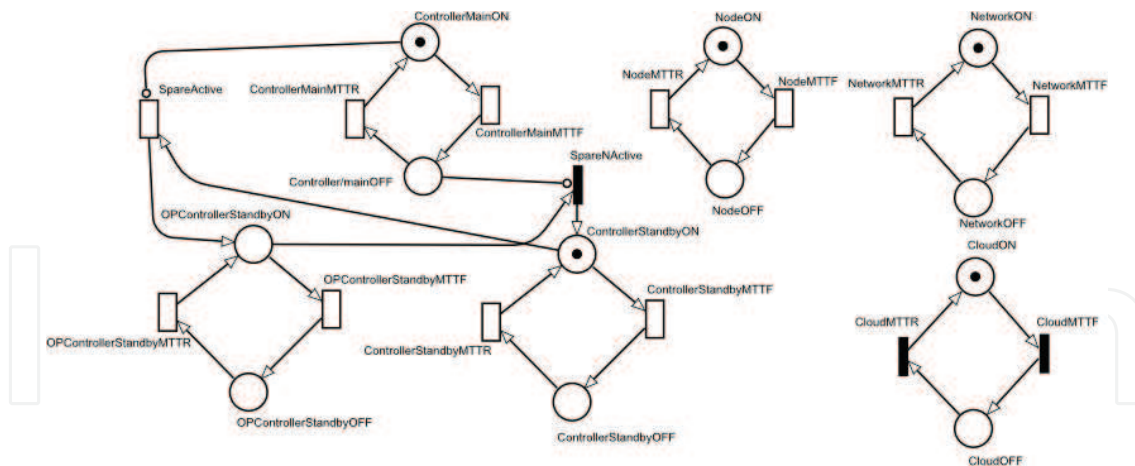 ControllerMainON
NodeON
NetworkON
SpareActive
ControllerMainMTTR
NodeMTTR
NodeMTTF
NetworkMTTR
NetworkMTTF
ControllerMainMTTF
SpareNActive
Controller/mainOFF
NodeOFF
OPControllerStandbyON
NetworkOFF
ControllerStandbyON
CloudON
OPControllerStandbyMTTF
ControllerStandbyMTTF
OPControllerStandbyMTTR
ControllerStandbyMTTR
CloudMTTR
CloudMTTF
OPControllerStandbyOFF
ControllerStandbyOFF
CloudOFF